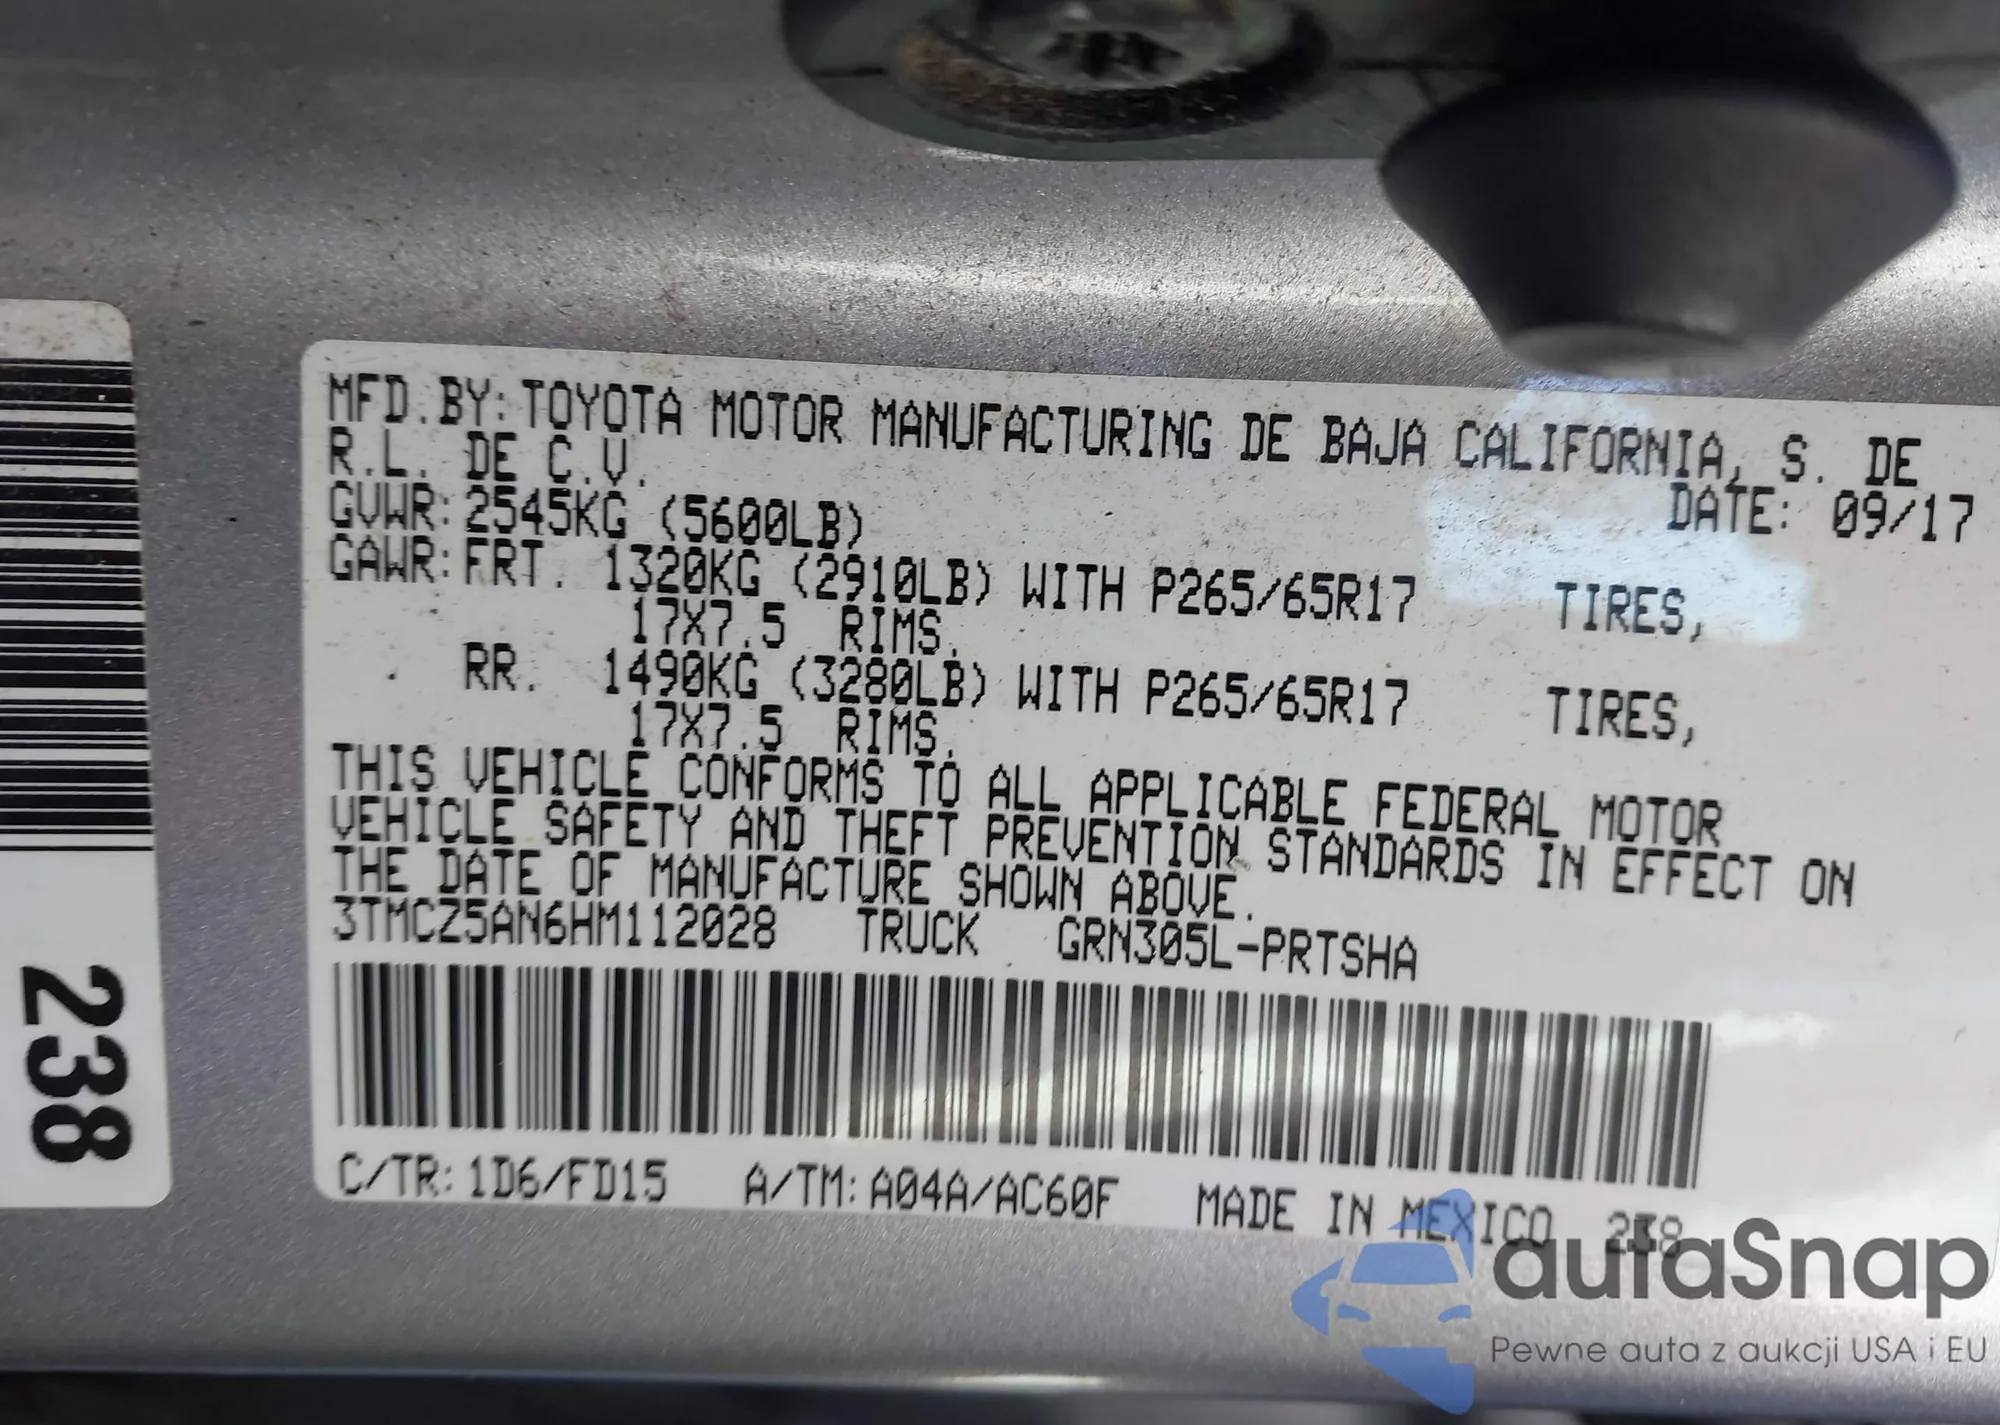 MFD.BY: TOYOTA MOTOR MANUFACTURING DE BAJA CALIFORNIA, S. DE
R.L. DE C.V.
DATE: 09/17
GVWR: 2545KG (5600LB)
GAWR: FRT. 1320KG (2910LB) WITH P265/65R17 TIRES,
17X7.5 RIMS.
RR. 1490KG (3280LB) WITH P265/65R17 TIRES,
17X7.5 RIMS.
THIS VEHICLE CONFORMS TO ALL APPLICABLE FEDERAL MOTOR
VEHICLE SAFETY AND THEFT PREVENTION STANDARDS IN EFFECT ON
THE DATE OF MANUFACTURE SHOWN ABOVE.
3TMCZ5AN6HM112028 TRUCK GRN305L-PRTSHA
C/TR: 1D6/FD15 A/TM: A04A/AC60F MADE IN MEXICO 238
238
autaSnap
Pewne auta z aukcji USA i EU